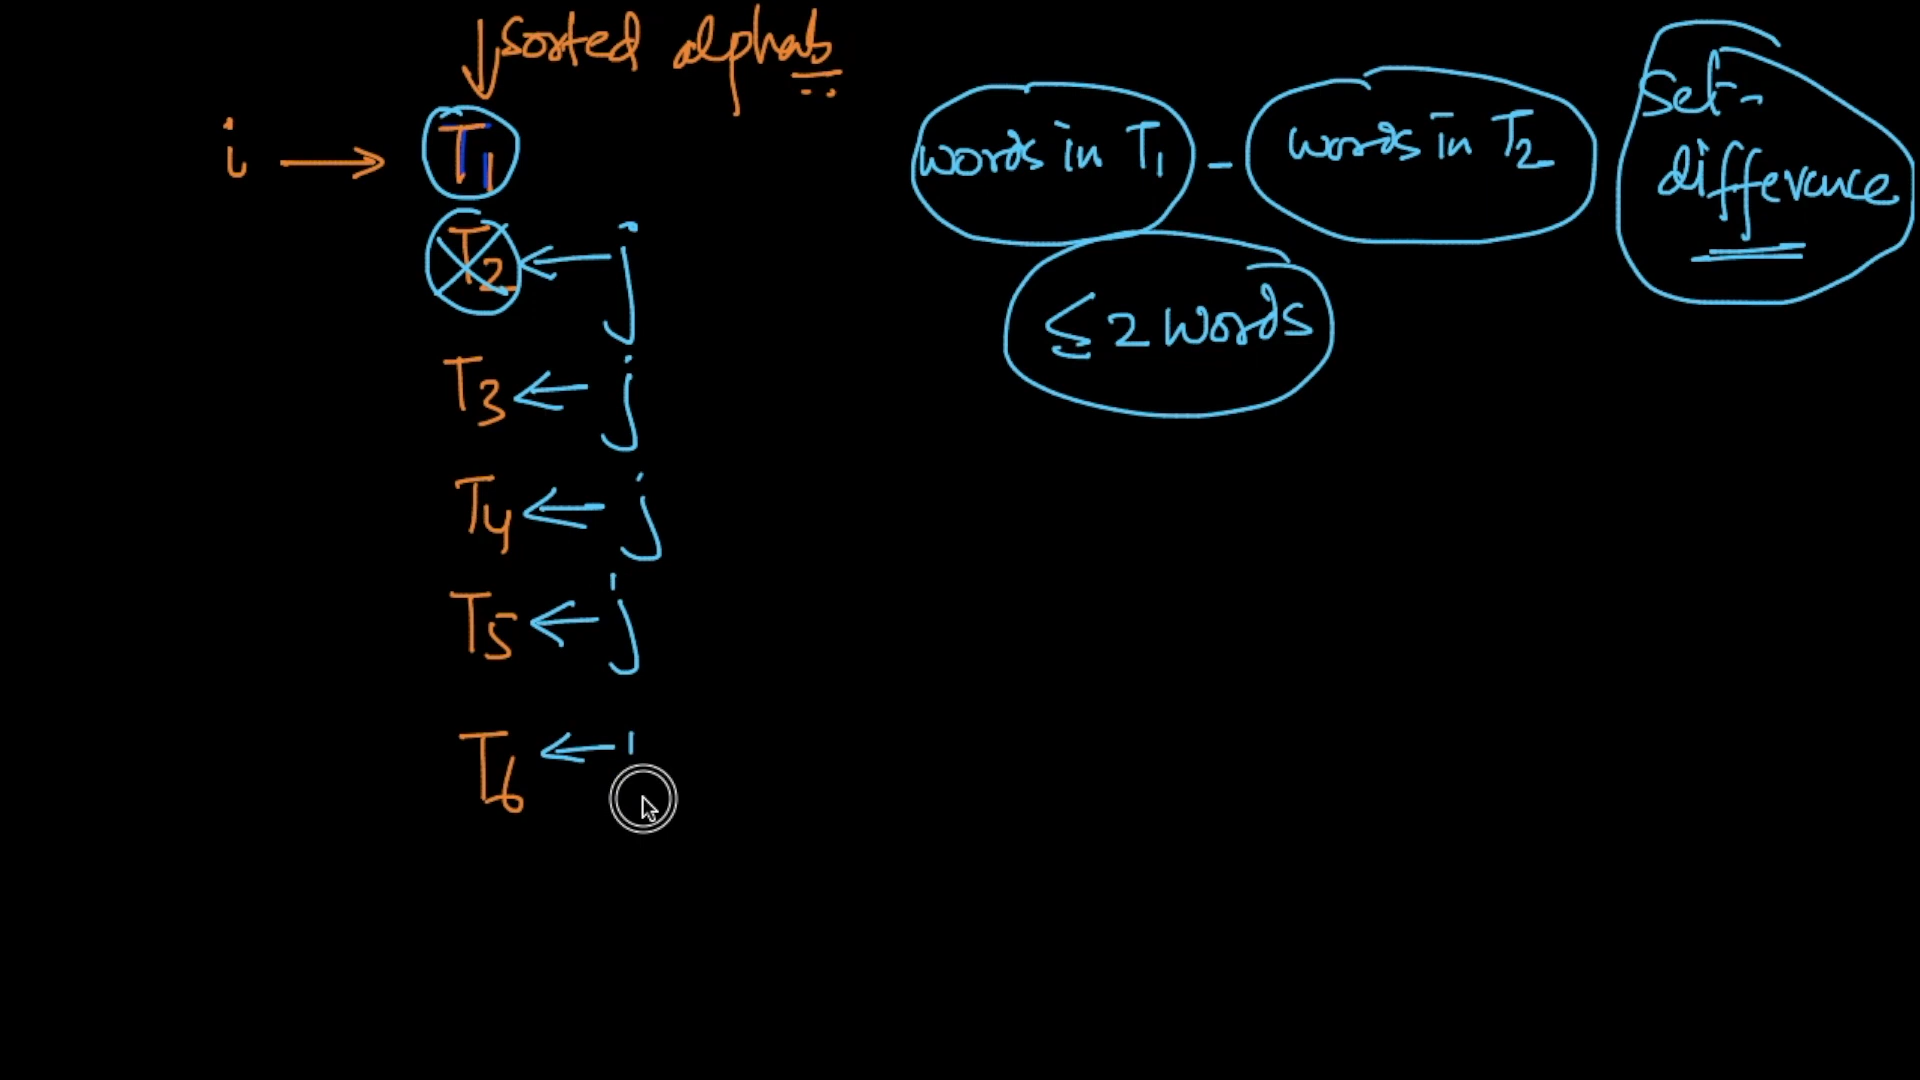 ↓ sorted alphab
i → T1
T2 ← j
T3 ← j
T4 ← j
T5 ← j
T6 ←
words in T1 - words in T2
≤ 2 words
Set-
difference